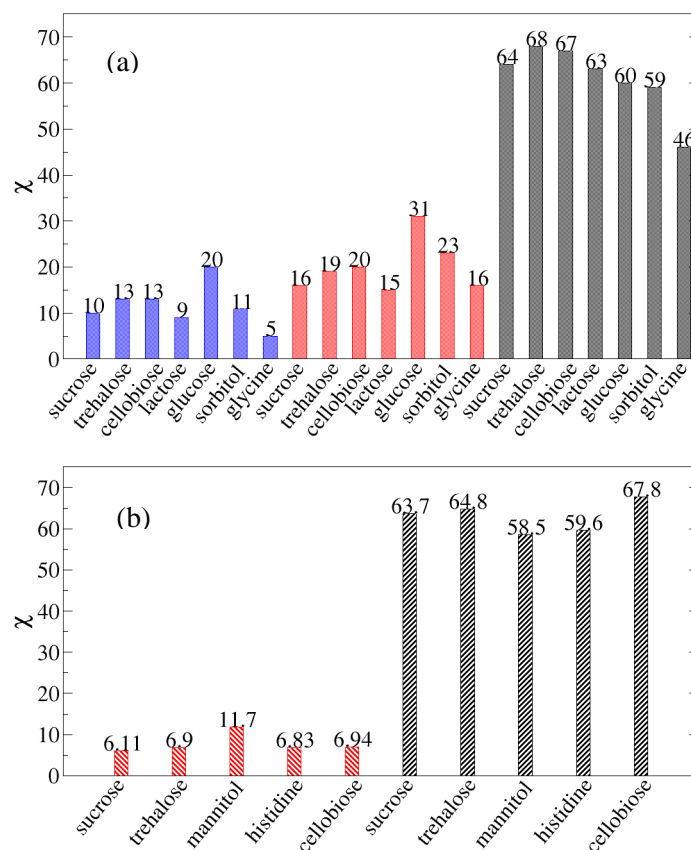 (a)
χ
70
60
50
40
30
20
10
0
10
13
13
9
20
11
5
16
19
20
15
31
23
16
64
68
67
63
60
59
46
sucrose
trehalose
cellobiose
lactose
glucose
sorbitol
glycine
sucrose
trehalose
cellobiose
lactose
glucose
sorbitol
glycine
sucrose
trehalose
cellobiose
lactose
glucose
sorbitol
glycine
(b)
χ
70
60
50
40
30
20
10
0
6.11
6.9
11.7
6.83
6.94
63.7
64.8
58.5
59.6
67.8
sucrose
trehalose
mannitol
histidine
cellobiose
sucrose
trehalose
mannitol
histidine
cellobiose